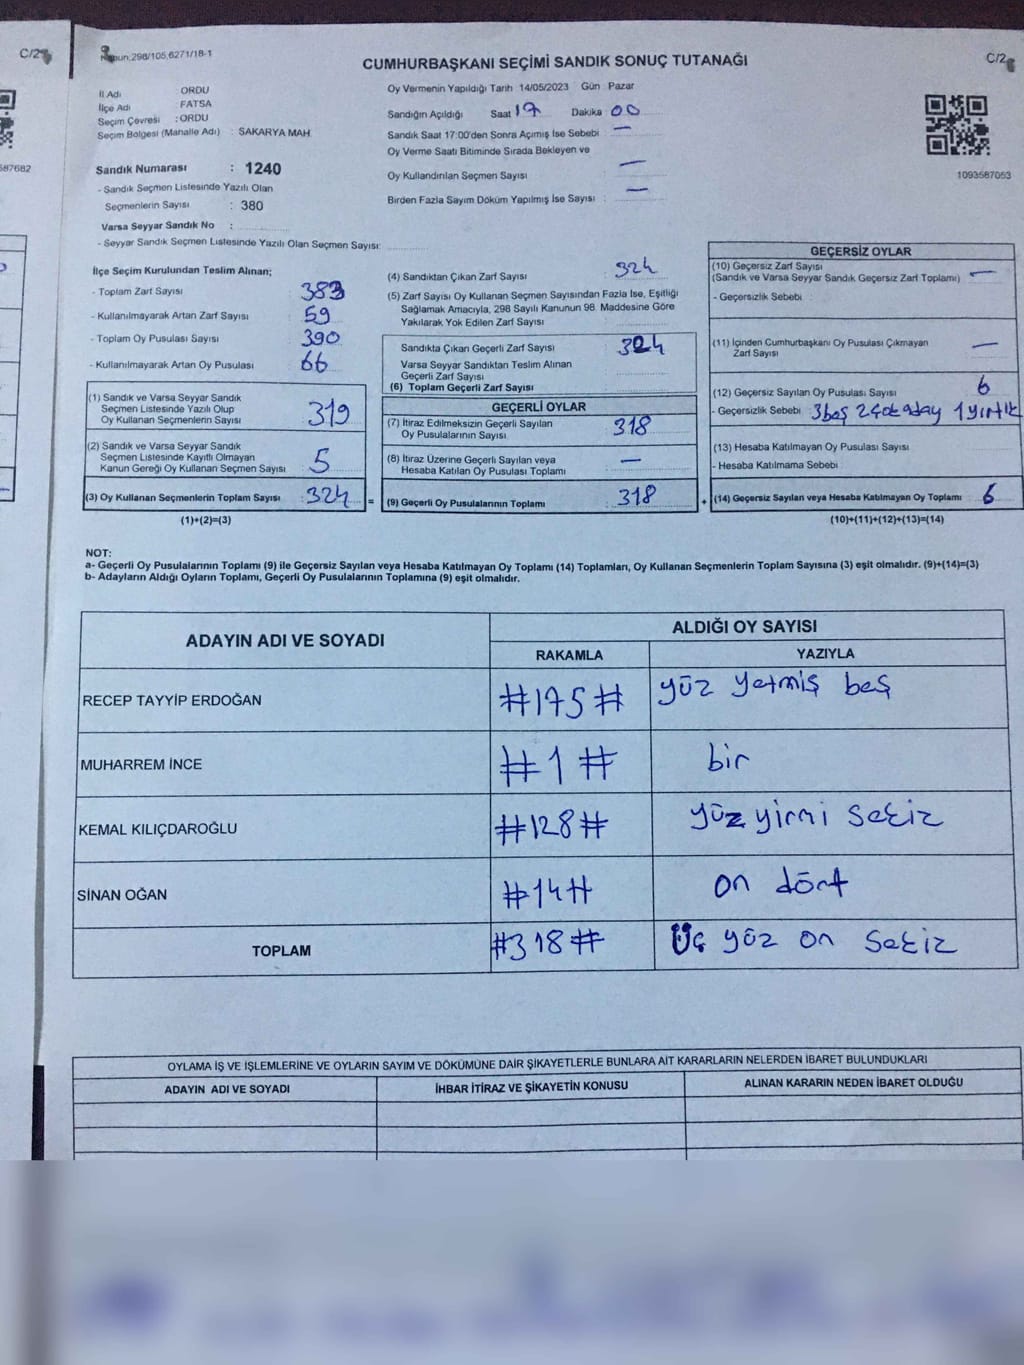 C/2
587682
un:298/105,6271/18-1
CUMHURBAŞKANI SEÇİMİ SANDIK SONUÇ TUTANAĞI
C/2
İl Adı : ORDU
İlçe Adı : FATSA
Seçim Çevresi : ORDU
Seçim Bölgesi (Mahalle Adı) : SAKARYA MAH.
Sandık Numarası : 1240
- Sandık Seçmen Listesinde Yazılı Olan
Seçmenlerin Sayısı : 380
Varsa Seyyar Sandık No :
- Seyyar Sandık Seçmen Listesinde Yazılı Olan Seçmen Sayısı:
Oy Vermenin Yapıldığı Tarih 14/05/2023 Gün Pazar
Sandığın Açıldığı Saat 17 Dakika 00
Sandık Saat 17:00'den Sonra Açımış İse Sebebi : —
Oy Verme Saati Bitiminde Sırada Bekleyen ve
Oy Kullandırılan Seçmen Sayısı : —
Birden Fazla Sayım Döküm Yapılmış İse Sayısı : —
1093587053
İlçe Seçim Kurulundan Teslim Alınan;
- Toplam Zarf Sayısı : 383
- Kullanılmayarak Artan Zarf Sayısı : 59
- Toplam Oy Pusulası Sayısı : 390
- Kullanılmayarak Artan Oy Pusulası : 66
(1) Sandık ve Varsa Seyyar Sandık
Seçmen Listesinde Yazılı Olup
Oy Kullanan Seçmenlerin Sayısı : 319
(2) Sandık ve Varsa Seyyar Sandık
Seçmen Listesinde Kayıtlı Olmayan
Kanun Gereği Oy Kullanan Seçmen Sayısı : 5
(3) Oy Kullanan Seçmenlerin Toplam Sayısı : 324 =
(1)+(2)=(3)
(4) Sandıktan Çıkan Zarf Sayısı : 324
(5) Zarf Sayısı Oy Kullanan Seçmen Sayısından Fazla İse, Eşitliği
Sağlamak Amacıyla, 298 Sayılı Kanunun 98. Maddesine Göre
Yakılarak Yok Edilen Zarf Sayısı :
Sandıkta Çıkan Geçerli Zarf Sayısı : 324
Varsa Seyyar Sandıktan Teslim Alınan
Geçerli Zarf Sayısı :
(6) Toplam Geçerli Zarf Sayısı :
GEÇERLİ OYLAR
(7) İtiraz Edilmeksizin Geçerli Sayılan
Oy Pusulalarının Sayısı : 318
(8) İtiraz Üzerine Geçerli Sayılan veya
Hesaba Katılan Oy Pusulası Toplamı : —
(9) Geçerli Oy Pusulalarının Toplamı : 318 +
GEÇERSİZ OYLAR
(10) Geçersiz Zarf Sayısı
(Sandık ve Varsa Seyyar Sandık Geçersiz Zarf Toplamı) : —
- Geçersizlik Sebebi :
(11) İçinden Cumhurbaşkanı Oy Pusulası Çıkmayan
Zarf Sayısı : —
(12) Geçersiz Sayılan Oy Pusulası Sayısı : 6
- Geçersizlik Sebebi : 3 boş 2 çok aday 1 yırtık
(13) Hesaba Katılmayan Oy Pusulası Sayısı :
- Hesaba Katılmama Sebebi :
(14) Geçersiz Sayılan veya Hesaba Katılmayan Oy Toplamı : 6
(10)+(11)+(12)+(13)=(14)
NOT:
a- Geçerli Oy Pusulalarının Toplamı (9) ile Geçersiz Sayılan veya Hesaba Katılmayan Oy Toplamı (14) Toplamları, Oy Kullanan Seçmenlerin Toplam Sayısına (3) eşit olmalıdır. (9)+(14)=(3)
b- Adayların Aldığı Oyların Toplamı, Geçerli Oy Pusulalarının Toplamına (9) eşit olmalıdır.
ADAYIN ADI VE SOYADI ALDIĞI OY SAYISI
RAKAMLA YAZIYLA
RECEP TAYYİP ERDOĞAN #175# yüz yetmiş beş
MUHARREM İNCE #1# bir
KEMAL KILIÇDAROĞLU #128# yüz yirmi sekiz
SİNAN OĞAN #14# on dört
TOPLAM #318# Üç yüz on sekiz
OYLAMA İŞ VE İŞLEMLERİNE VE OYLARIN SAYIM VE DÖKÜMÜNE DAİR ŞİKAYETLERLE BUNLARA AİT KARARLARIN NELERDEN İBARET BULUNDUKLARI
ADAYIN ADI VE SOYADI İHBAR İTİRAZ VE ŞİKAYETİN KONUSU ALINAN KARARIN NEDEN İBARET OLDUĞU